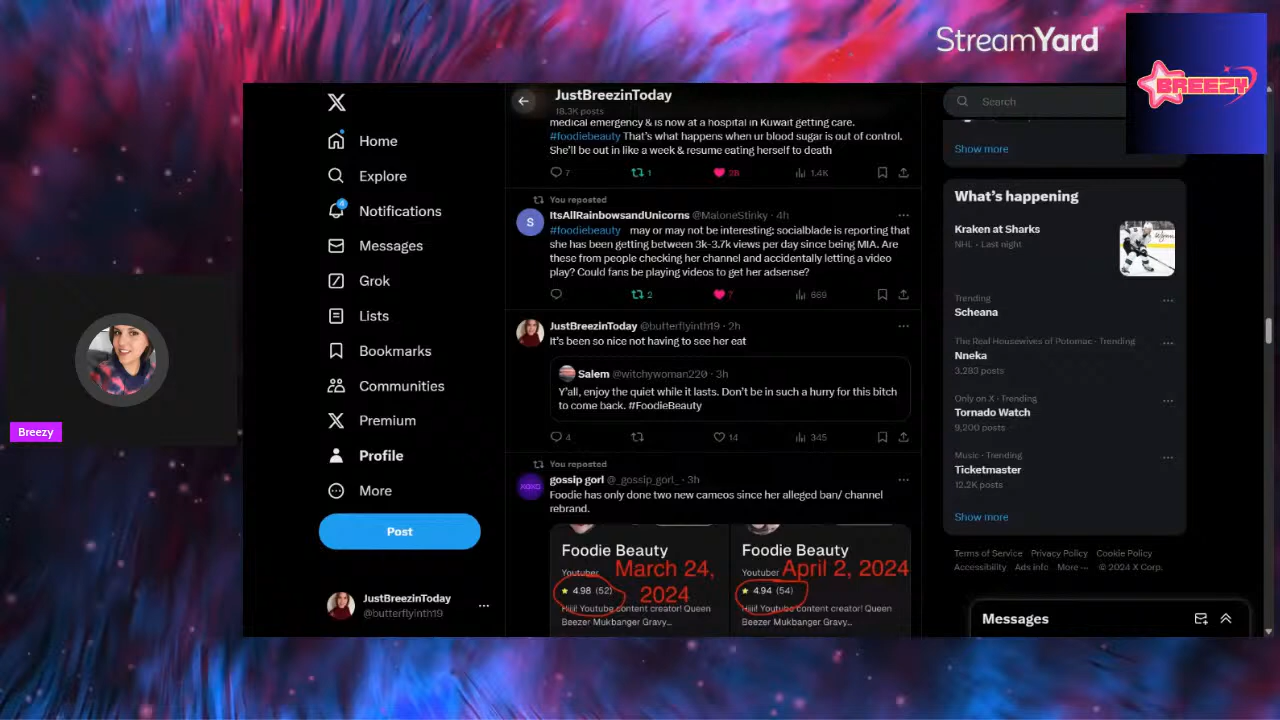 StreamYard
BREEZY
Breezy
X
Home
Explore
4
Notifications
Messages
Grok
Lists
Bookmarks
Communities
Premium
Profile
More
Post
JustBreezinToday
@butterflyinth19
JustBreezinToday
18.3K posts
medical emergency & is now at a hospital in Kuwait getting care.
#foodiebeauty That's what happens when ur blood sugar is out of control.
She'll be out in like a week & resume eating herself to death
7 1 28 1.4K
You reposted
S
ItsAllRainbowsandUnicorns @MaloneStinky · 4h
#foodiebeauty may or may not be interesting: socialblade is reporting that
she has been getting between 3k-3.7k views per day since being MIA. Are
these from people checking her channel and accidentally letting a video
play? Could fans be playing videos to get her adsense?
2 7 669
JustBreezinToday @butterflyinth19 · 2h
It's been so nice not having to see her eat
Salem @witchywoman220 · 3h
Y'all, enjoy the quiet while it lasts. Don't be in such a hurry for this bitch
to come back. #FoodieBeauty
4 14 345
You reposted
XOXO
gossip gorl @_gossip_gorl_ · 3h
Foodie has only done two new cameos since her alleged ban/ channel
rebrand.
Foodie Beauty
Youtuber
March 24,
2024
4.98 (52)
Hiii! Youtube content creator! Queen
Beezer Mukbanger Gravy...
Foodie Beauty
Youtuber
April 2, 2024
4.94 (54)
Hiii! Youtube content creator! Queen
Beezer Mukbanger Gravy...
Search
Show more
What's happening
Kraken at Sharks
NHL · Last night
Trending
Scheana
The Real Housewives of Potomac · Trending
Nneka
3,283 posts
Only on X · Trending
Tornado Watch
9,200 posts
Music · Trending
Ticketmaster
12.2K posts
Show more
Terms of Service Privacy Policy Cookie Policy
Accessibility Ads info More ··· © 2024 X Corp.
Messages